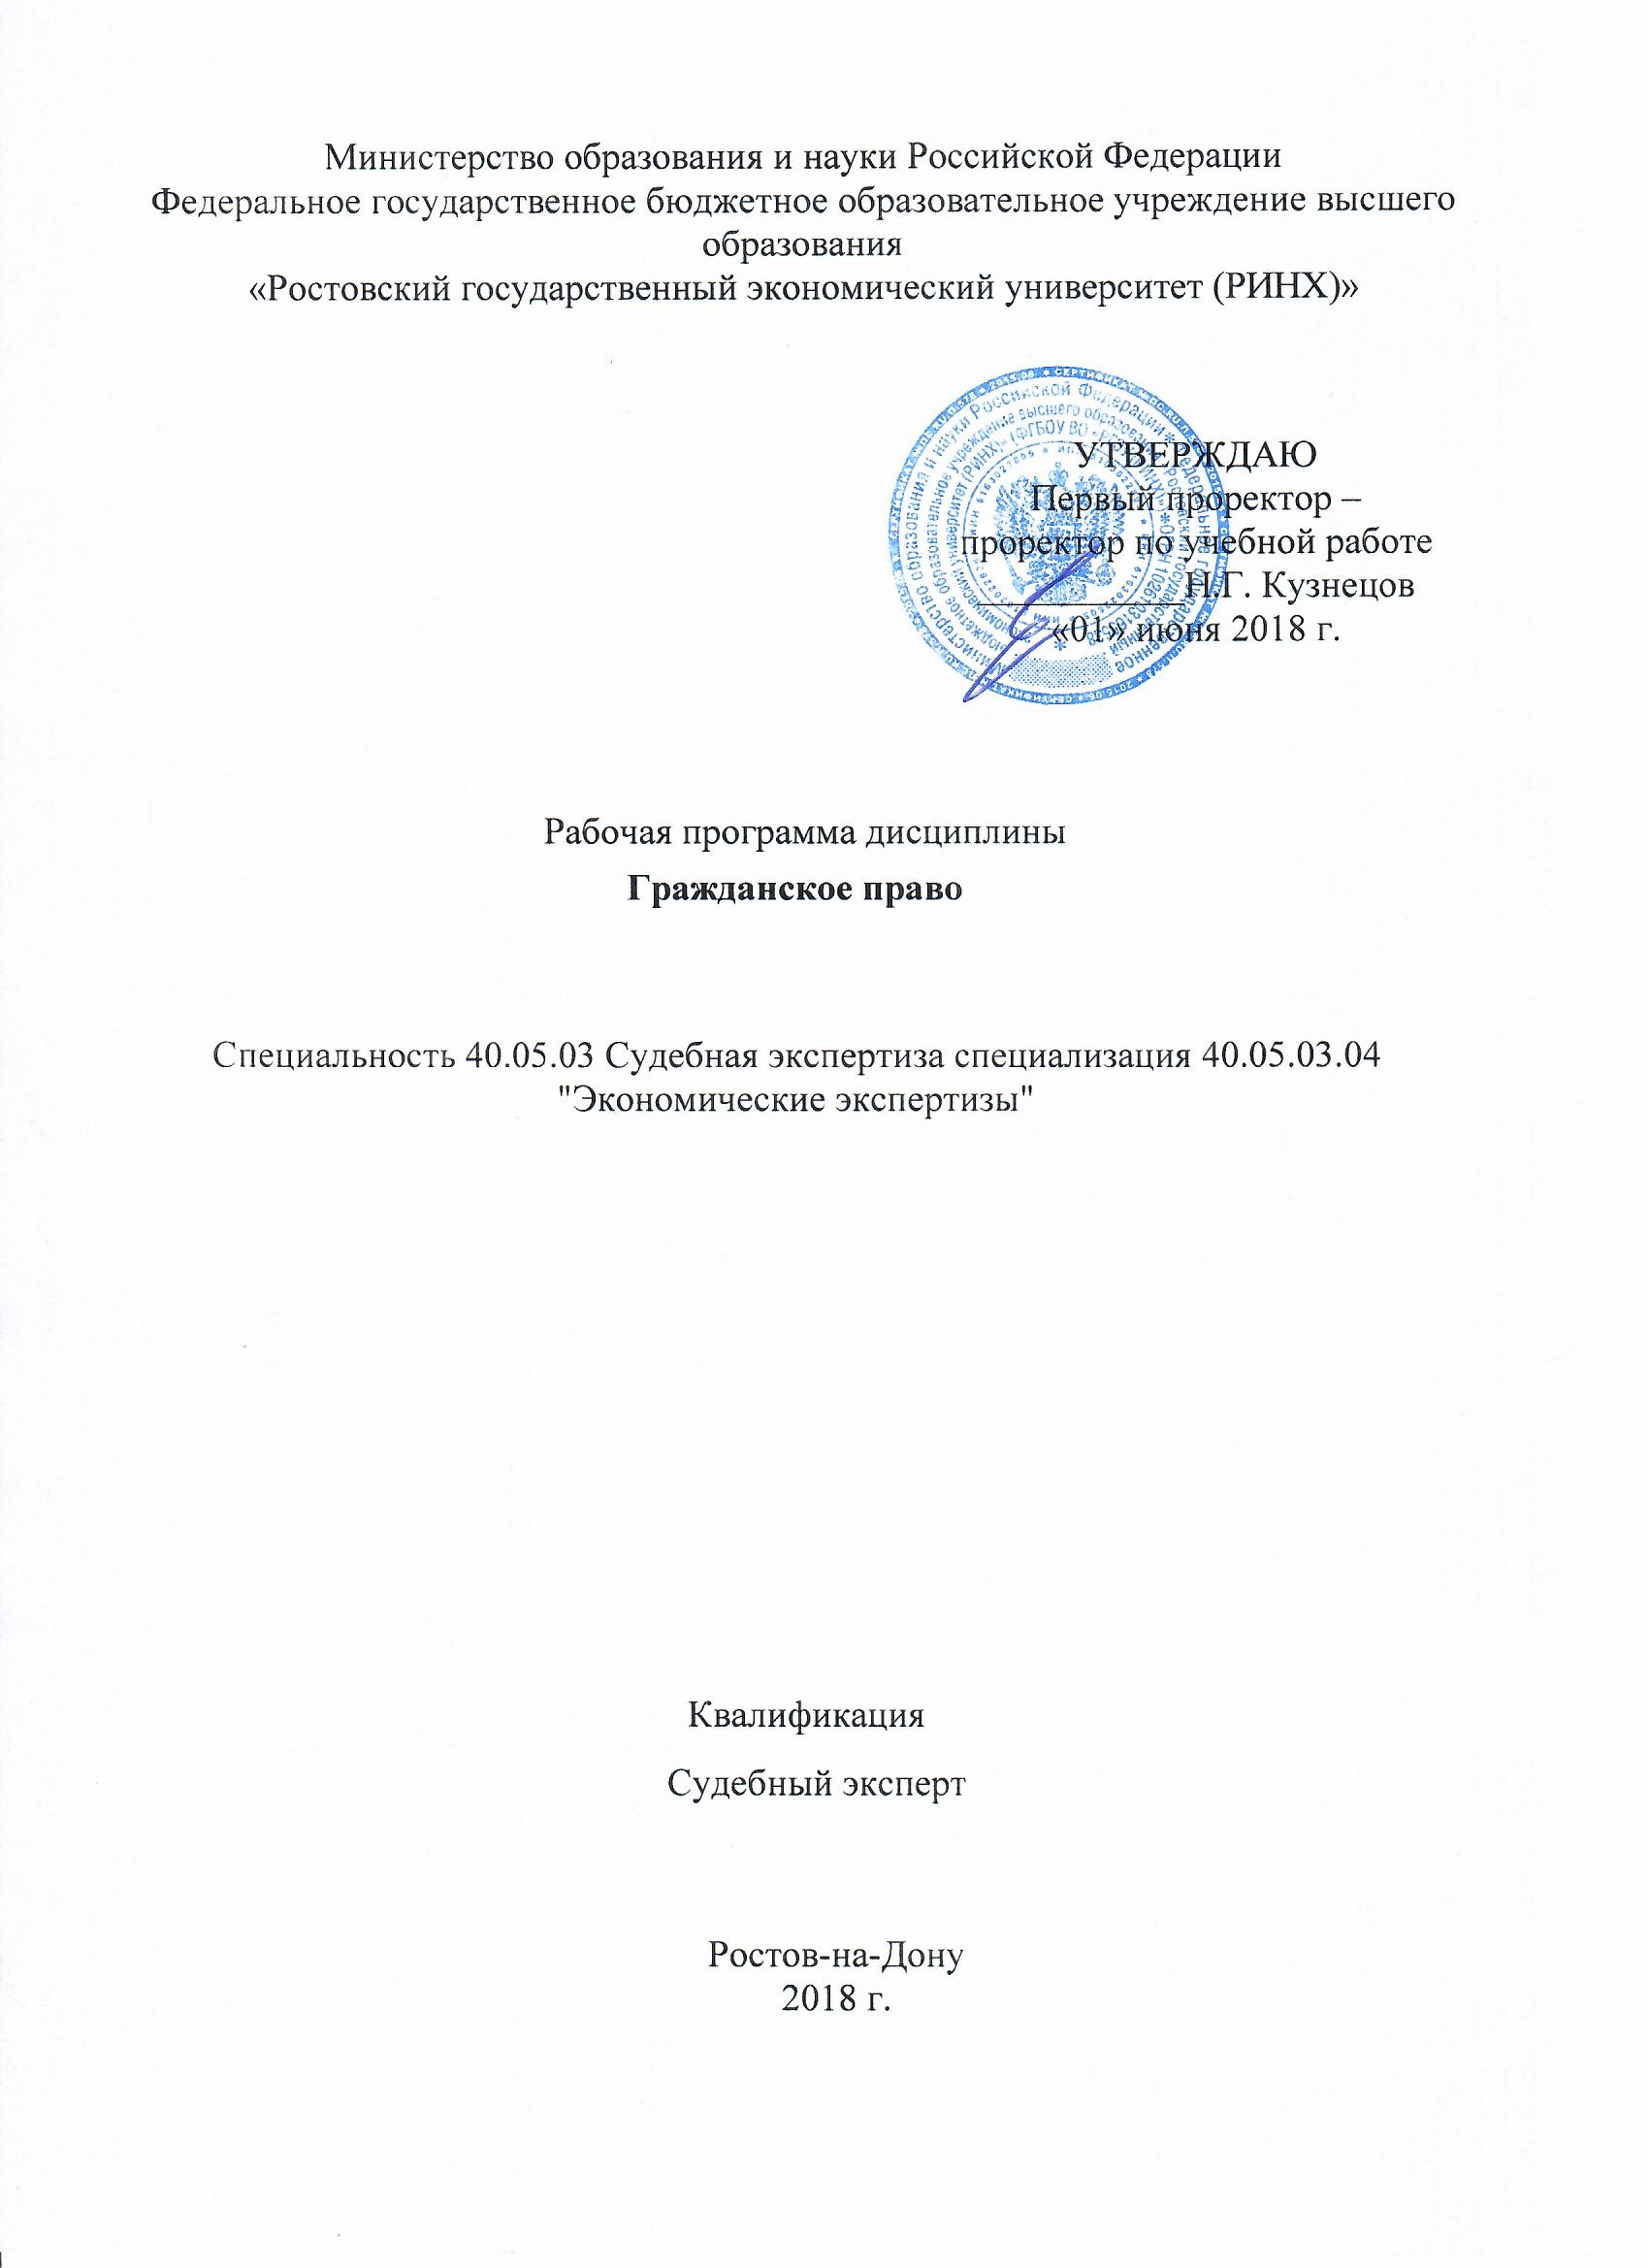 Министерство образования и науки Российской Федерации
Федеральное государственное бюджетное образовательное учреждение высшего
образования
«Ростовский государственный экономический университет (РИНХ)»
УТВЕРЖДАЮ
Первый проректор –
проректор по учебной работе
Н.Г. Кузнецов
«01» июня 2018 г.
Рабочая программа дисциплины
Гражданское право
Специальность 40.05.03 Судебная экспертиза специализация 40.05.03.04
"Экономические экспертизы"
Квалификация
Судебный эксперт
Ростов-на-Дону
2018 г.